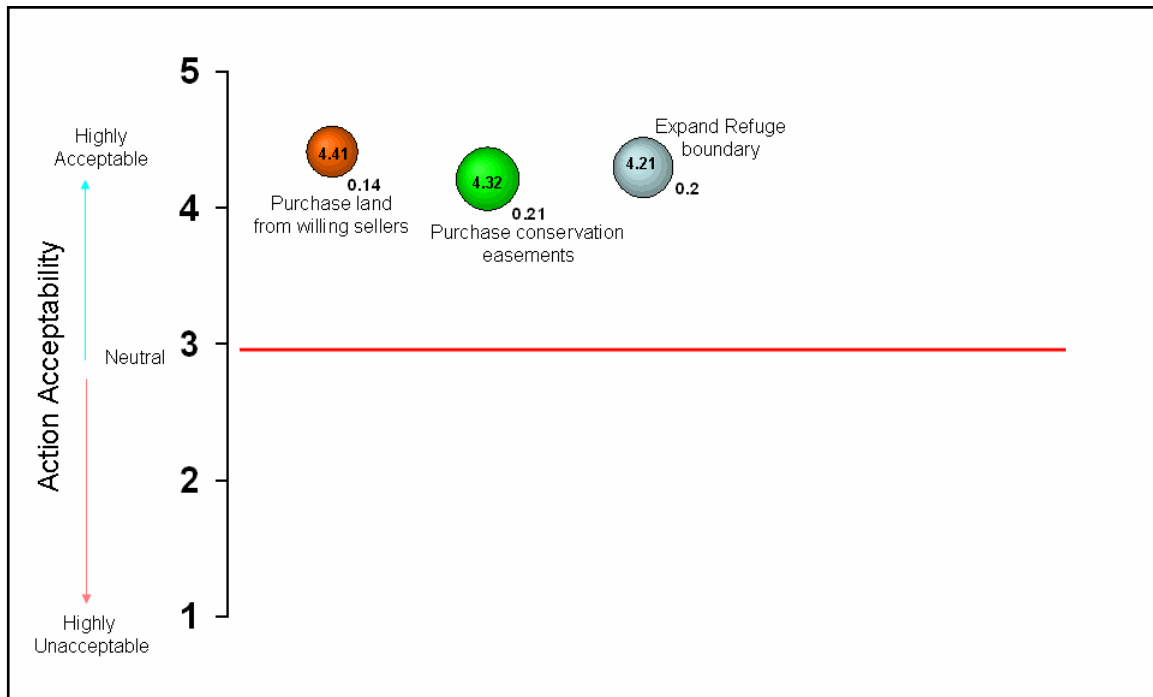 5
Highly
Acceptable
4.41
0.14
Purchase land
from willing sellers
4.32
0.21
Purchase conservation
easements
Expand Refuge
boundary
4.21
0.2
4
Action Acceptability
Neutral
3
2
1
Highly
Unacceptable